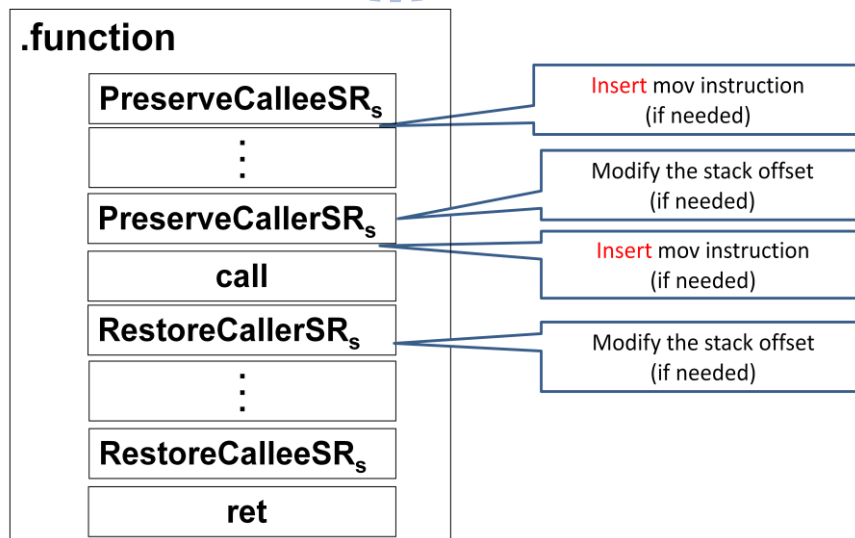 .function
PreserveCalleeSRs
Insert mov instruction
(if needed)
⋮
Modify the stack offset
(if needed)
PreserveCallerSRs
Insert mov instruction
(if needed)
call
RestoreCallerSRs
Modify the stack offset
(if needed)
⋮
RestoreCalleeSRs
ret